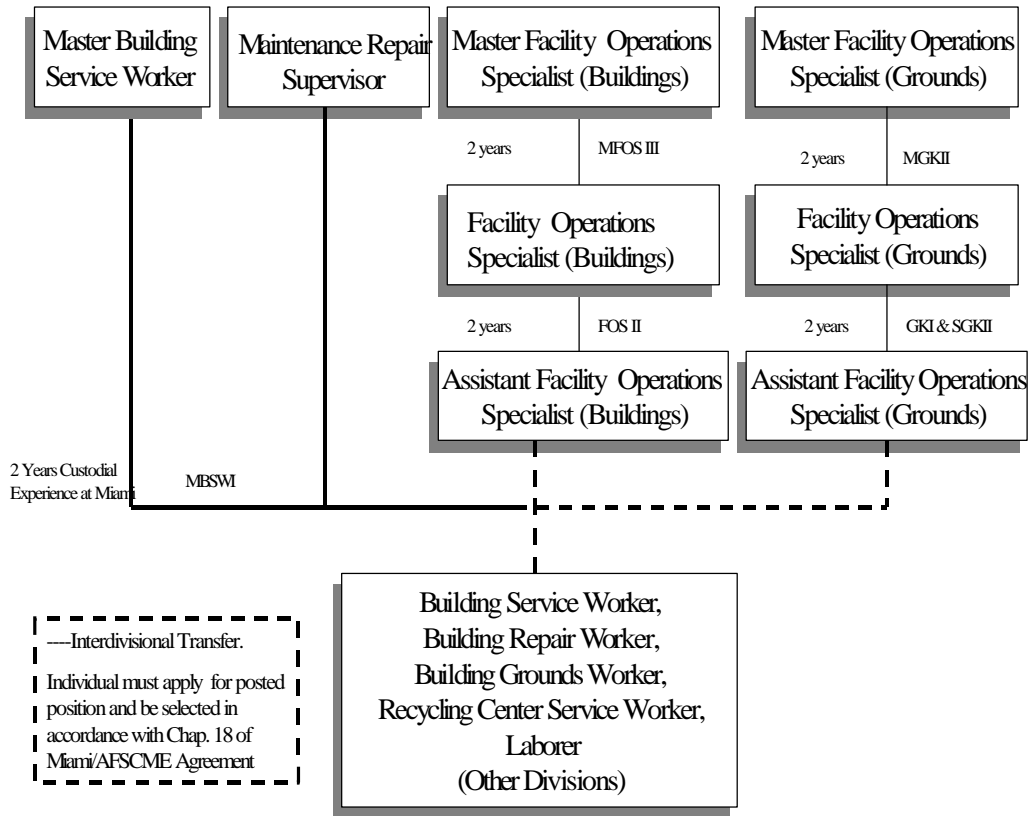 Master Building
Service Worker
Maintenance Repair
Supervisor
Master Facility Operations
Specialist (Buildings)
Master Facility Operations
Specialist (Grounds)
2 years
MFOS III
2 years
MGKII
Facility Operations
Specialist (Buildings)
Facility Operations
Specialist (Grounds)
2 years
FOS II
2 years
GKI & SGKII
Assistant Facility Operations
Specialist (Buildings)
Assistant Facility Operations
Specialist (Grounds)
2 Years Custodial
Experience at Miami
MBSWI
Building Service Worker,
Building Repair Worker,
Building Grounds Worker,
Recycling Center Service Worker,
Laborer
(Other Divisions)
----Interdivisional Transfer.
Individual must apply for posted
position and be selected in
accordance with Chap. 18 of
Miami/AFSCME Agreement